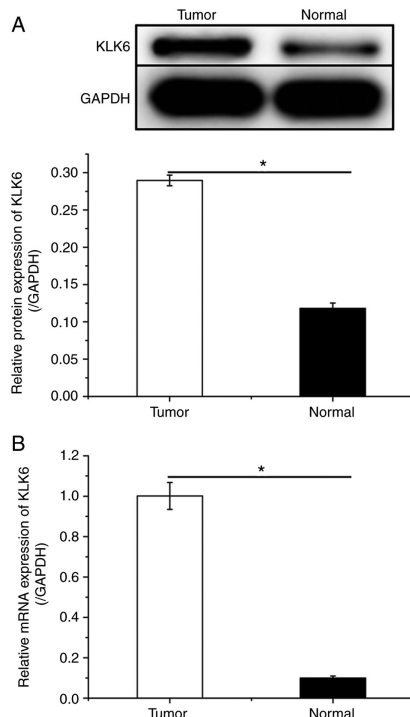 A
Tumor Normal
KLK6
GAPDH
Relative protein expression of KLK6
(/GAPDH)
0.30
0.25
0.20
0.15
0.10
0.05
0.00
*
Tumor Normal
B
Relative mRNA expression of KLK6
(/GAPDH)
1.2
1.0
0.8
0.6
0.4
0.2
0.0
*
Tumor Normal